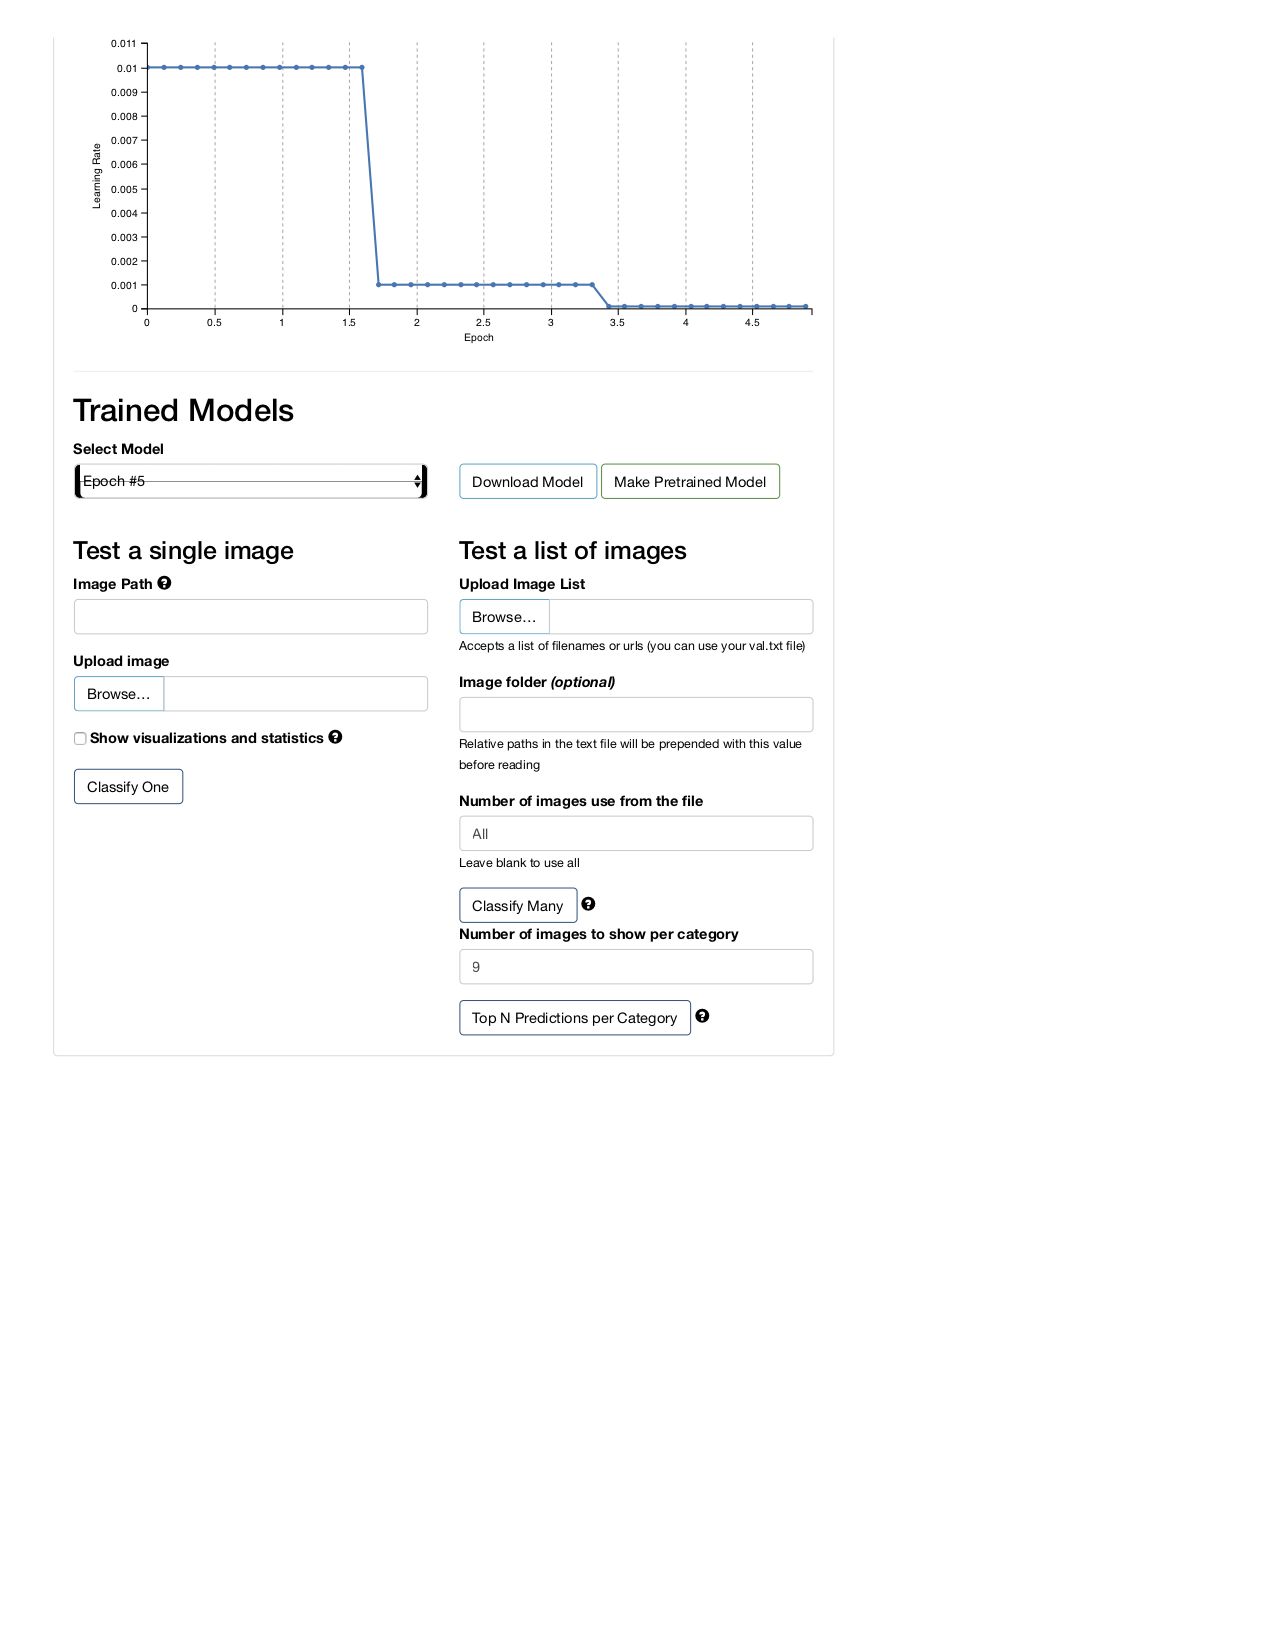 0.011
0.01
0.009
0.008
0.007
0.006
0.005
0.004
0.003
0.002
0.001
0
Learning Rate
0 0.5 1 1.5 2 2.5 3 3.5 4 4.5
Epoch
Trained Models
Select Model
Epoch #5
Download Model
Make Pretrained Model
Test a single image
Image Path ?
Upload image
Browse...
Show visualizations and statistics ?
Classify One
Test a list of images
Upload Image List
Browse...
Accepts a list of filenames or urls (you can use your val.txt file)
Image folder (optional)
Relative paths in the text file will be prepended with this value
before reading
Number of images use from the file
All
Leave blank to use all
Classify Many ?
Number of images to show per category
9
Top N Predictions per Category ?